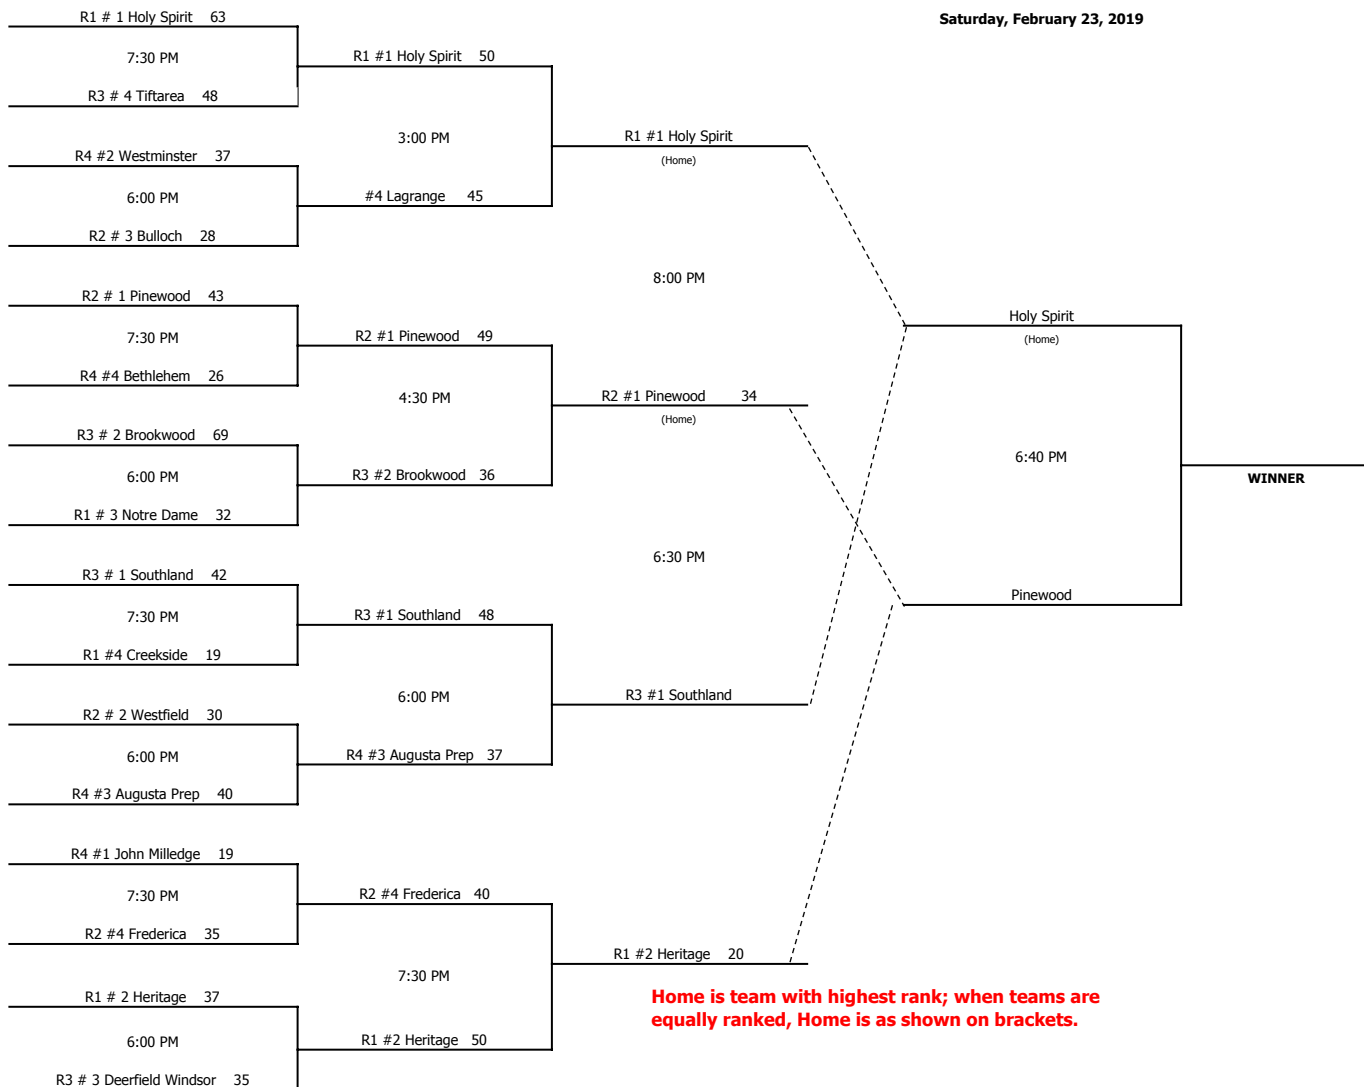 Saturday, February 23, 2019
R1 # 1 Holy Spirit 63
7:30 PM
R3 # 4 Tiftarea 48
R4 #2 Westminster 37
6:00 PM
R2 # 3 Bulloch 28
R2 # 1 Pinewood 43
7:30 PM
R4 #4 Bethlehem 26
R3 # 2 Brookwood 69
6:00 PM
R1 # 3 Notre Dame 32
R3 # 1 Southland 42
7:30 PM
R1 #4 Creekside 19
R2 # 2 Westfield 30
6:00 PM
R4 #3 Augusta Prep 40
R4 #1 John Milledge 19
7:30 PM
R2 #4 Frederica 35
R1 # 2 Heritage 37
6:00 PM
R3 # 3 Deerfield Windsor 35
R1 #1 Holy Spirit 50
3:00 PM
#4 Lagrange 45
R2 #1 Pinewood 49
4:30 PM
R3 #2 Brookwood 36
R3 #1 Southland 48
6:00 PM
R4 #3 Augusta Prep 37
R2 #4 Frederica 40
7:30 PM
R1 #2 Heritage 50
R1 #1 Holy Spirit
(Home)
8:00 PM
R2 #1 Pinewood 34
(Home)
6:30 PM
R3 #1 Southland
R1 #2 Heritage 20
Holy Spirit
(Home)
6:40 PM
Pinewood
WINNER
Home is team with highest rank; when teams are
equally ranked, Home is as shown on brackets.